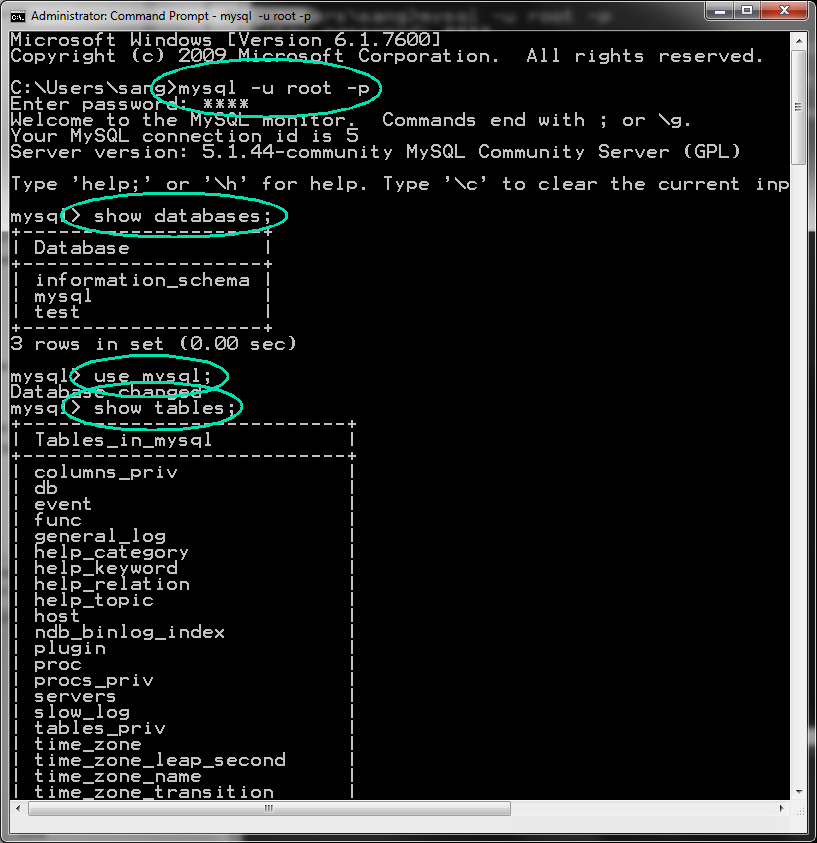 Administrator: Command Prompt - mysql  -u root -p
Microsoft Windows [Version 6.1.7600]
Copyright (c) 2009 Microsoft Corporation.  All rights reserved.
C:\Users\sang>mysql -u root -p
Enter password: ****
Welcome to the MySQL monitor.  Commands end with ; or \g.
Your MySQL connection id is 5
Server version: 5.1.44-community MySQL Community Server (GPL)
Type 'help;' or '\h' for help. Type '\c' to clear the current inp
mysql> show databases;
+--------------------+
| Database           |
+--------------------+
| information_schema |
| mysql              |
| test               |
+--------------------+
3 rows in set (0.00 sec)
mysql> use mysql;
Database changed
mysql> show tables;
+---------------------------+
| Tables_in_mysql           |
+---------------------------+
| columns_priv              |
| db                        |
| event                     |
| func                      |
| general_log               |
| help_category             |
| help_keyword              |
| help_relation             |
| help_topic                |
| host                      |
| ndb_binlog_index          |
| plugin                    |
| proc                      |
| procs_priv                |
| servers                   |
| slow_log                  |
| tables_priv               |
| time_zone                 |
| time_zone_leap_second     |
| time_zone_name            |
| time_zone_transition      |